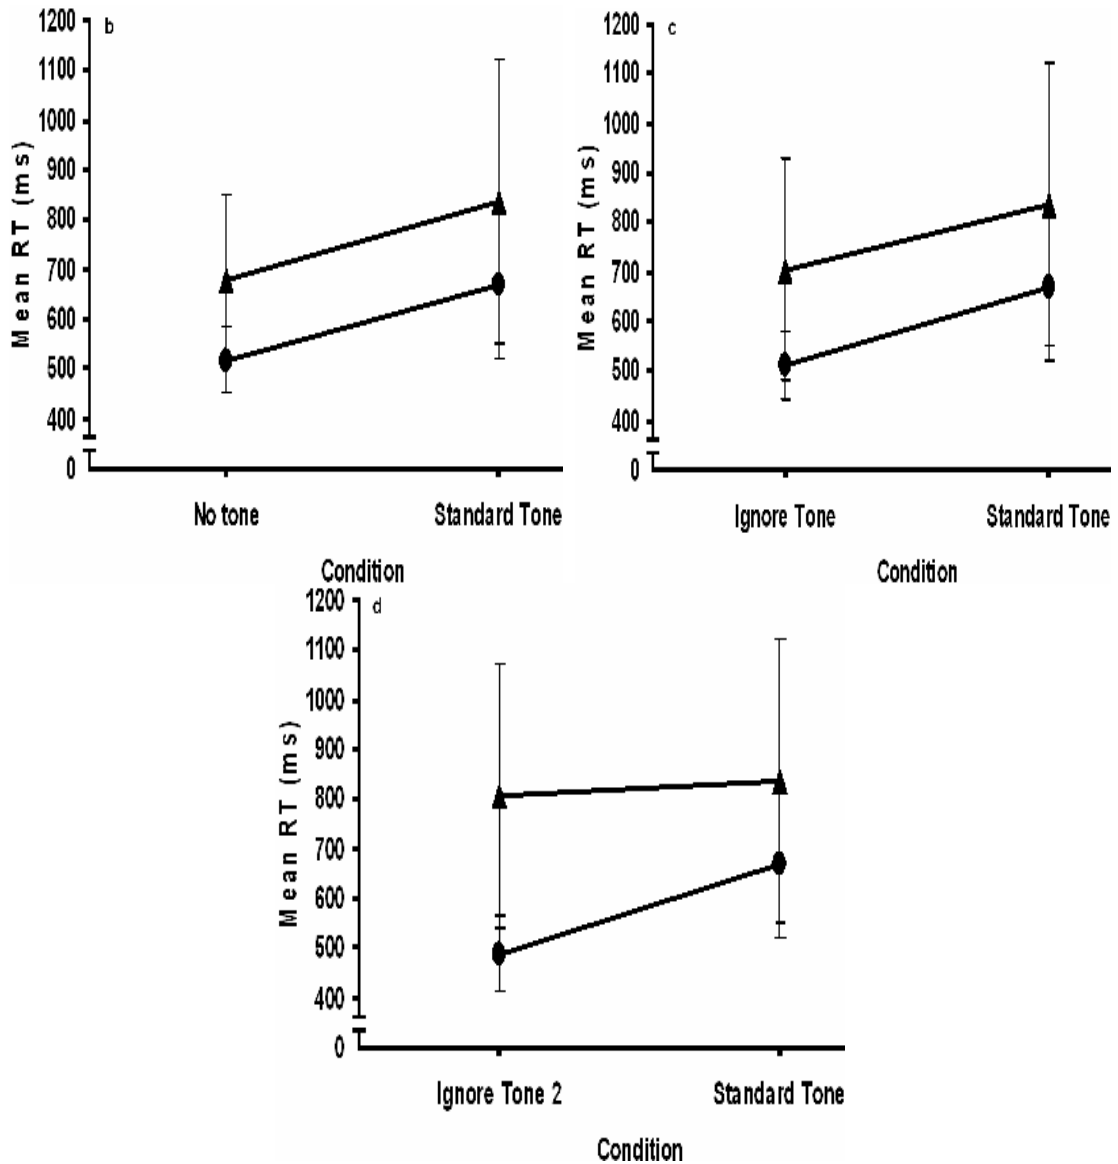 b
1200
1100
1000
900
800
700
600
500
400
0
Mean RT (ms)
No tone Standard Tone
Condition
c
1200
1100
1000
900
800
700
600
500
400
0
Mean RT (ms)
Ignore Tone Standard Tone
Condition
d
1200
1100
1000
900
800
700
600
500
400
0
Mean RT (ms)
Ignore Tone 2 Standard Tone
Condition